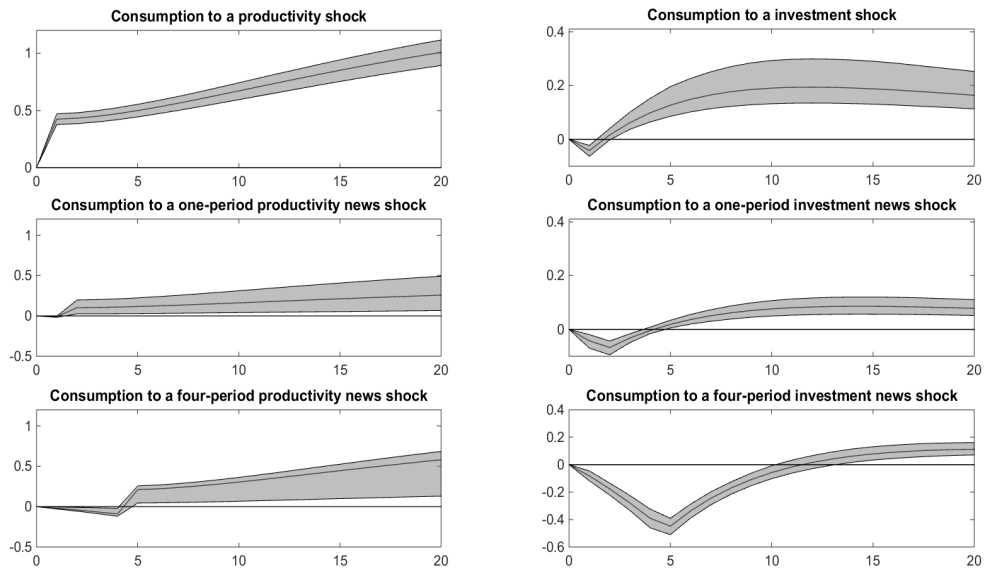 Consumption to a productivity shock
1
0.5
0
0 5 10 15 20
Consumption to a investment shock
0.4
0.2
0
0 5 10 15 20
Consumption to a one-period productivity news shock
1
0.5
0
-0.5
0 5 10 15 20
Consumption to a one-period investment news shock
0.4
0.2
0
0 5 10 15 20
Consumption to a four-period productivity news shock
1
0.5
0
-0.5
0 5 10 15 20
Consumption to a four-period investment news shock
0.4
0.2
0
-0.2
-0.4
-0.6
0 5 10 15 20